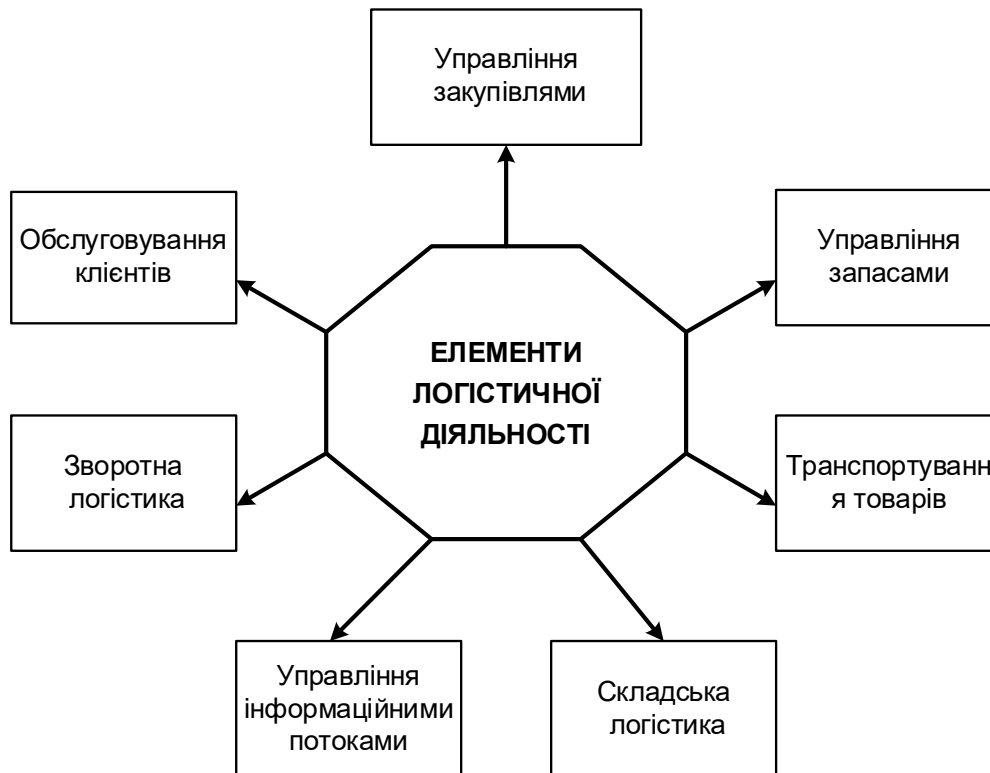 Управління
закупівлями
Обслуговування
клієнтів
Управління
запасами
ЕЛЕМЕНТИ
ЛОГІСТИЧНОЇ
ДІЯЛЬНОСТІ
Зворотна
логістика
Транспортуванн
я товарів
Управління
інформаційними
потоками
Складська
логістика